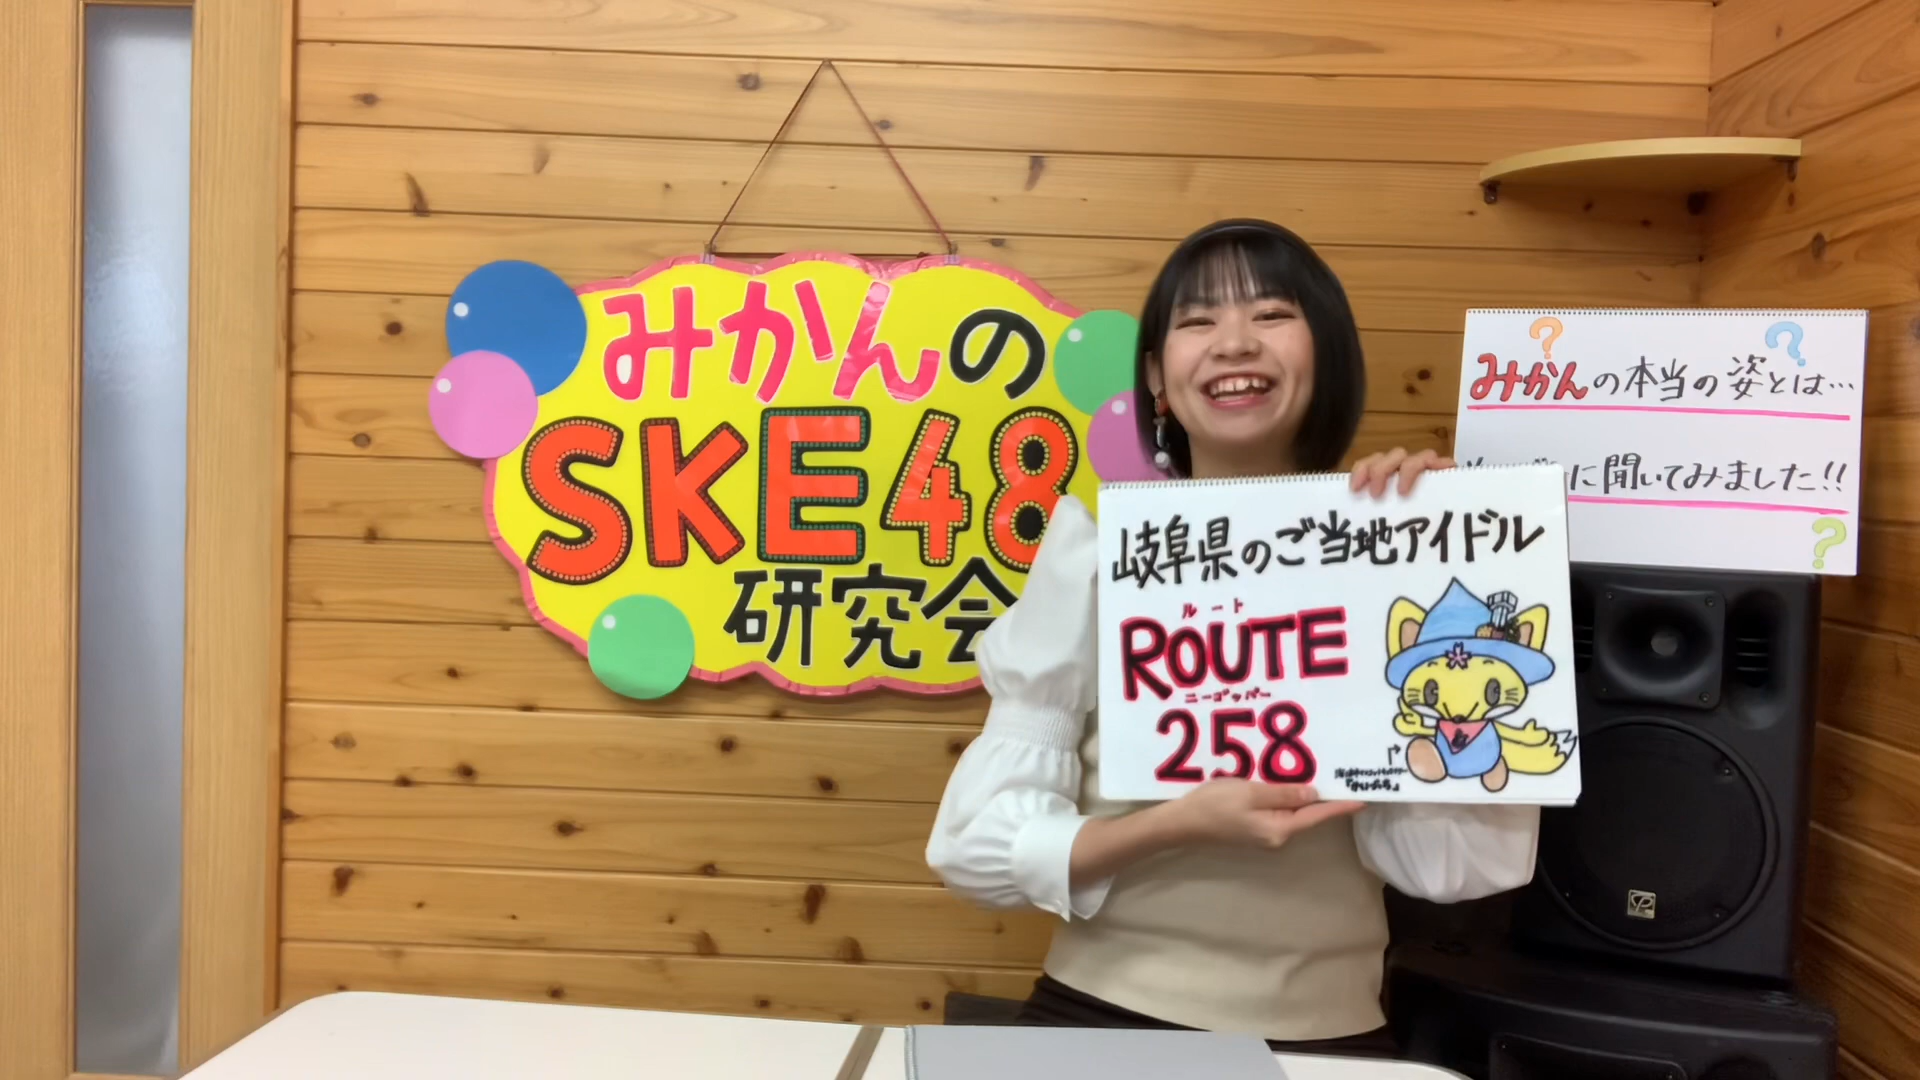 みかんの
SKE48
研究会
みかんの本当の姿とは…
に聞いてみました!!
岐阜県のご当地アイドル
ルート
ROUTE
ニーゴッパー
258